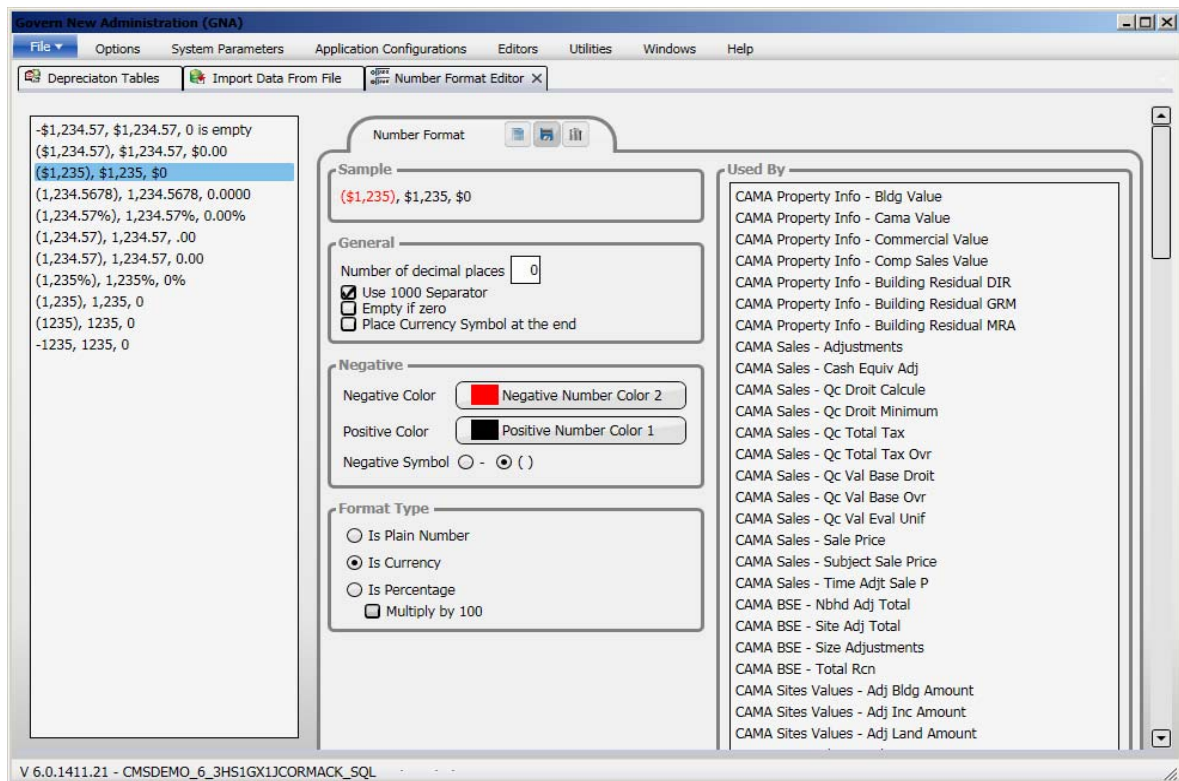 Govern New Administration (GNA)
File Options System Parameters Application Configurations Editors Utilities Windows Help
Depreciaton Tables Import Data From File Number Format Editor
-$1,234.57, $1,234.57, 0 is empty
($1,234.57), $1,234.57, $0.00
($1,235), $1,235, $0
(1,234.5678), 1,234.5678, 0.0000
(1,234.57%), 1,234.57%, 0.00%
(1,234.57), 1,234.57, .00
(1,234.57), 1,234.57, 0.00
(1,235%), 1,235%, 0%
(1,235), 1,235, 0
(1235), 1235, 0
-1235, 1235, 0
Number Format
Sample
($1,235), $1,235, $0
General
Number of decimal places 0
Use 1000 Separator
Empty if zero
Place Currency Symbol at the end
Negative
Negative Color Negative Number Color 2
Positive Color Positive Number Color 1
Negative Symbol - ( )
Format Type
Is Plain Number
Is Currency
Is Percentage
Multiply by 100
Used By
CAMA Property Info - Bldg Value
CAMA Property Info - Cama Value
CAMA Property Info - Commercial Value
CAMA Property Info - Comp Sales Value
CAMA Property Info - Building Residual DIR
CAMA Property Info - Building Residual GRM
CAMA Property Info - Building Residual MRA
CAMA Sales - Adjustments
CAMA Sales - Cash Equiv Adj
CAMA Sales - Qc Droit Calcule
CAMA Sales - Qc Droit Minimum
CAMA Sales - Qc Total Tax
CAMA Sales - Qc Total Tax Ovr
CAMA Sales - Qc Val Base Droit
CAMA Sales - Qc Val Base Ovr
CAMA Sales - Qc Val Eval Unif
CAMA Sales - Sale Price
CAMA Sales - Subject Sale Price
CAMA Sales - Time Adjt Sale P
CAMA BSE - Nbhd Adj Total
CAMA BSE - Site Adj Total
CAMA BSE - Size Adjustments
CAMA BSE - Total Rcn
CAMA Sites Values - Adj Bldg Amount
CAMA Sites Values - Adj Inc Amount
CAMA Sites Values - Adj Land Amount
V 6.0.1411.21 - CMSDEMO_6_3HS1GX1JCORMACK_SQL